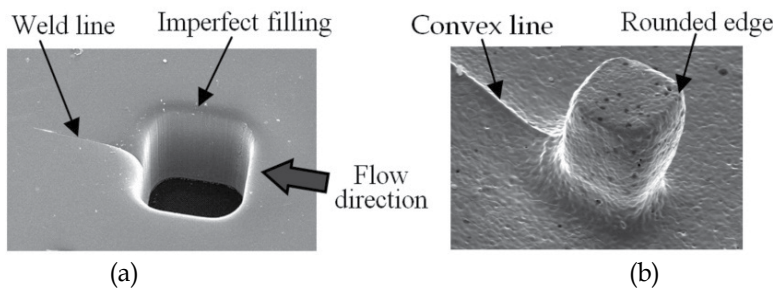 Weld line
Imperfect filling
Flow
direction
(a)
Convex line
Rounded edge
(b)